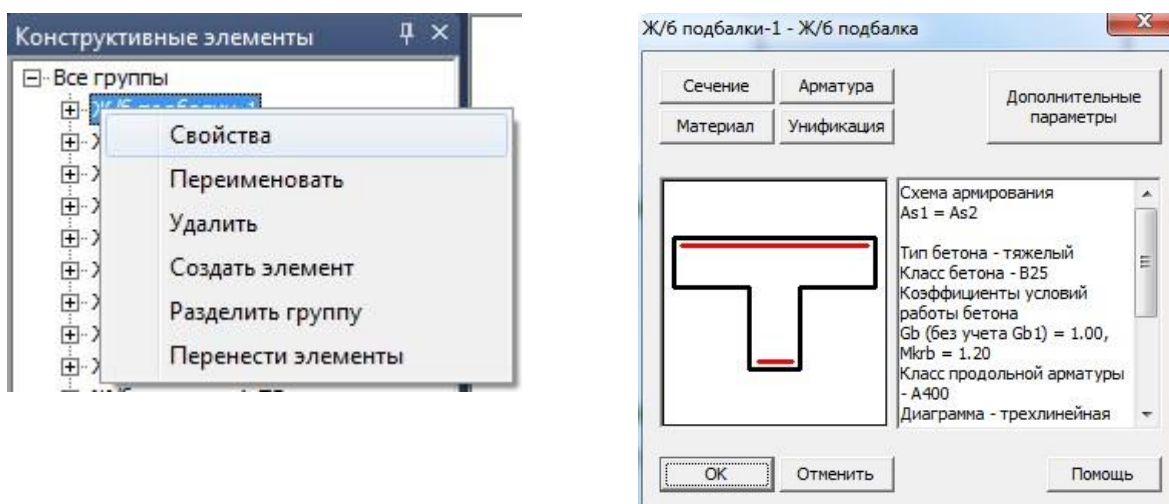 Конструктивные элементы
Все группы
Ж/б подбалки-1
Свойства
Переименовать
Удалить
Создать элемент
Разделить группу
Перенести элементы
Ж/б подбалки-1 - Ж/б подбалка
Сечение
Арматура
Материал
Унификация
Дополнительные
параметры
Схема армирования
As1 = As2
Тип бетона - тяжелый
Класс бетона - B25
Коэффициенты условий
работы бетона
Gb (без учета Gb1) = 1.00,
Mkrb = 1.20
Класс продольной арматуры
- A400
Диаграмма - трехлинейная
OK
Отменить
Помощь